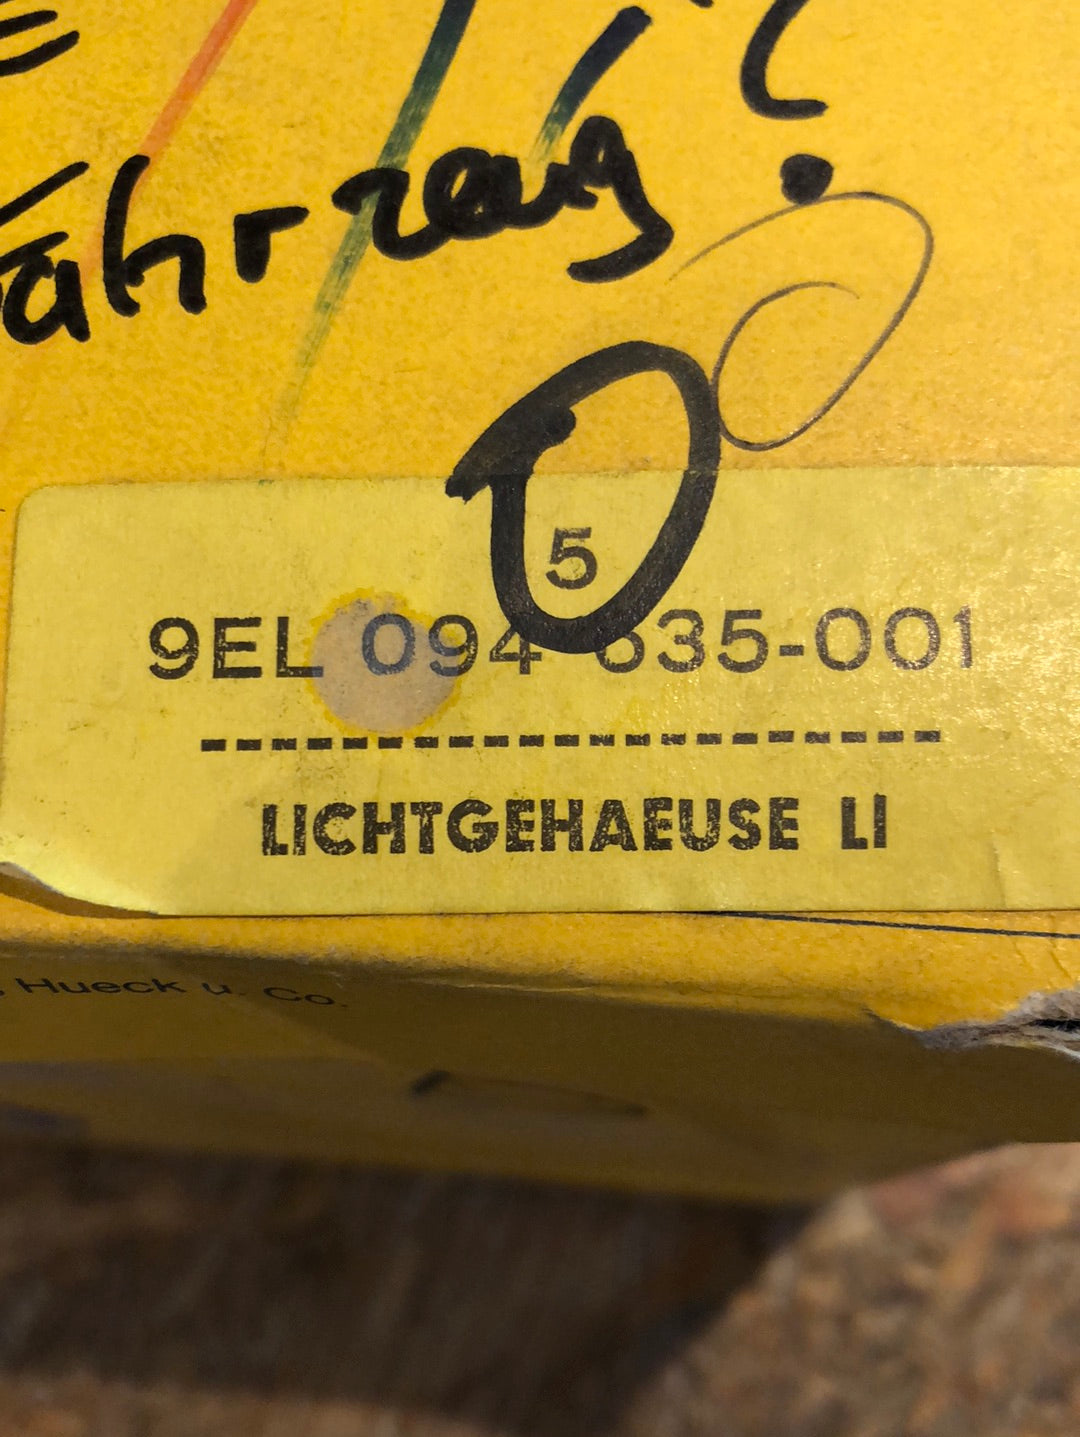 Fahrzeug?
5
9EL 094 635-001
LICHTGEHAEUSE LI
Hueck u. Co.